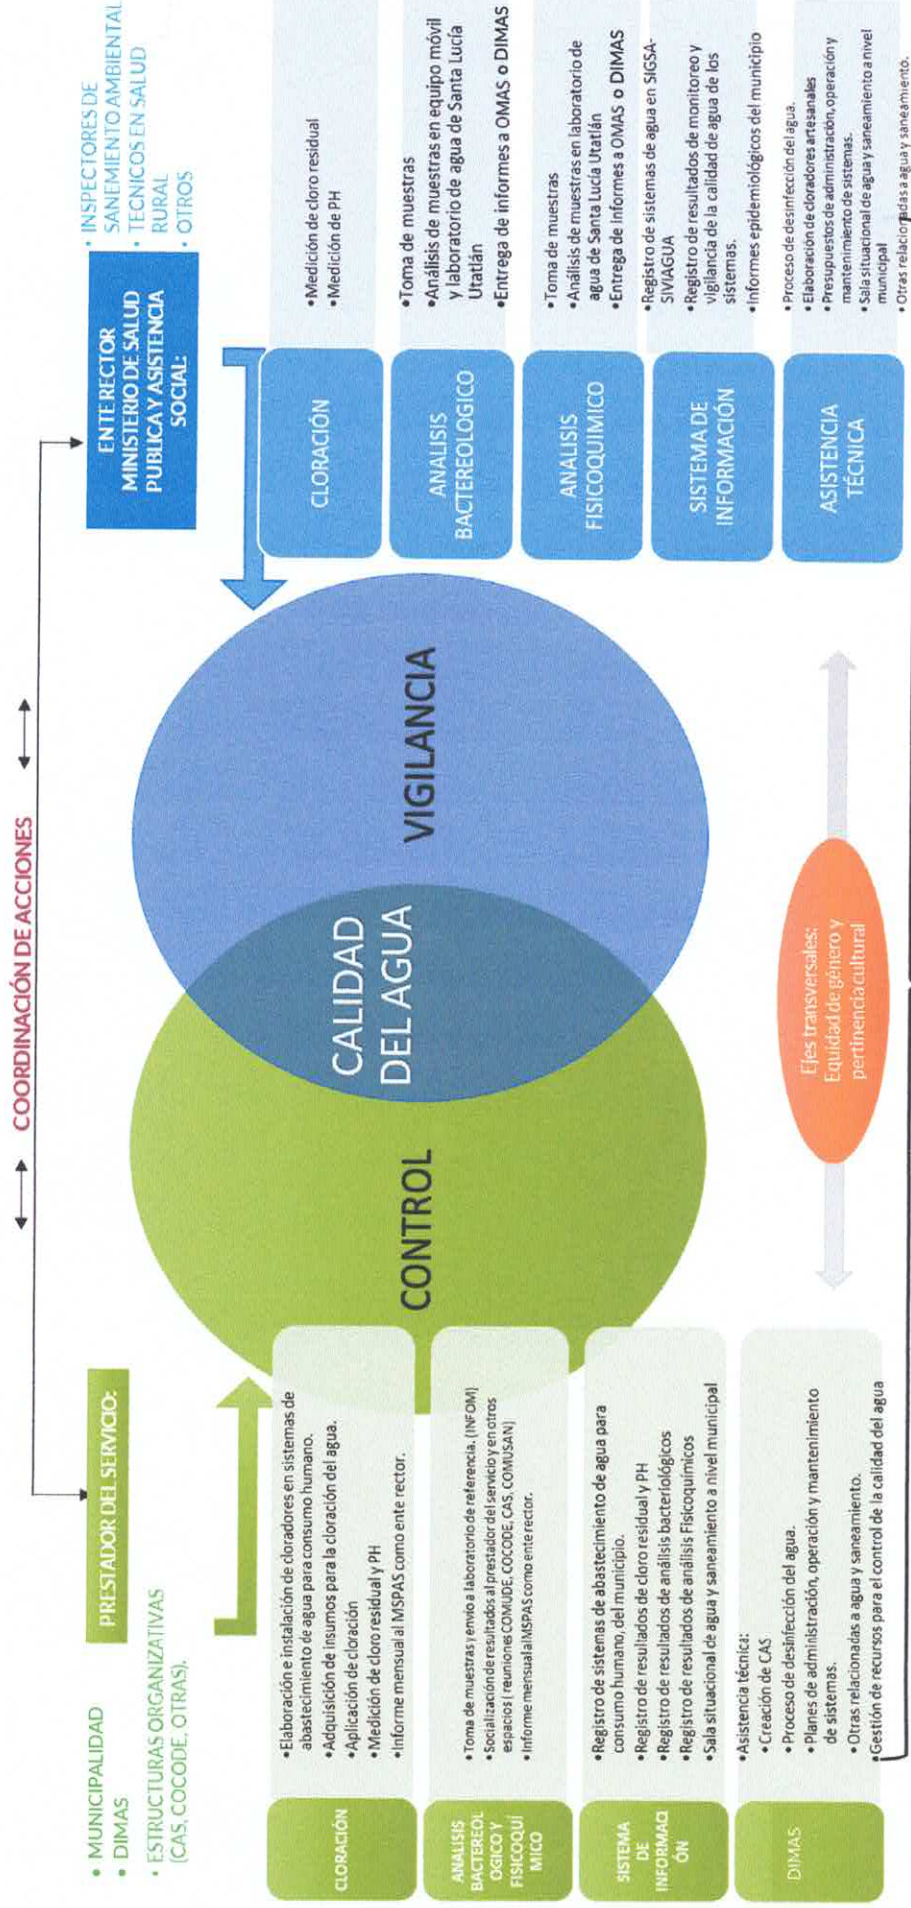 COORDINACIÓN DE ACCIONES
PRESTADOR DEL SERVICIO:
• MUNICIPALIDAD
• DIMAS
• ESTRUCTURAS ORGANIZATIVAS
(CAS, COCODE, OTRAS).
ENTE RECTOR
MINISTERIO DE SALUD
PUBLICA Y ASISTENCIA
SOCIAL:
• INSPECTORES DE
SANEMIENTO AMBIENTAL
• TECNICOS EN SALUD
RURAL
• OTROS
CLORACIÓN
• Elaboración e instalación de cloradores en sistemas de
abastecimiento de agua para consumo humano.
• Adquisición de insumos para la cloración del agua.
• Aplicación de cloración
• Medición de cloro residual y PH
• Informe mensual al MSPAS como ente rector.
ANALISIS
BACTEREOL
OGICO Y
FISICOQUÍ
MICO
• Toma de muestras y envío a laboratorio de referencia. (INFOM)
• Socialización de resultados al prestador del servicio y en otros
espacios ( reuniones COMUDE, COCODE, CAS, COMUSAN)
• Informe mensual al MSPAS como ente rector.
SISTEMA
DE
INFORMACI
ÓN
• Registro de sistemas de abastecimiento de agua para
consumo humano, del municipio.
• Registro de resultados de cloro residual y PH
• Registro de resultados de análisis bacteriológicos
• Registro de resultados de análisis Fisicoquímicos
• Sala situacional de agua y saneamiento a nivel municipal
DIMAS
• Asistencia técnica:
• Creación de CAS
• Proceso de desinfección del agua.
• Planes de administración, operación y mantenimiento
de sistemas.
• Otras relacionadas a agua y saneamiento.
• Gestión de recursos para el control de la calidad del agua
CONTROL
CALIDAD
DEL AGUA
VIGILANCIA
Ejes transversales:
Equidad de género y
pertinencia cultural
CLORACIÓN
• Medición de cloro residual
• Medición de PH
ANALISIS
BACTEREOLOGICO
• Toma de muestras
• Análisis de muestras en equipo móvil
y laboratorio de agua de Santa Lucía
Utatlán
• Entrega de informes a OMAS o DIMAS
ANALISIS
FISICOQUIMICO
• Toma de muestras
• Análisis de muestras en laboratorio de
agua de Santa Lucía Utatlán
• Entrega de Informes a OMAS o DIMAS
SISTEMA DE
INFORMACIÓN
• Registro de sistemas de agua en SIGSA-
SIVIAGUA
• Registro de resultados de monitoreo y
vigilancia de la calidad de agua de los
sistemas.
• Informes epidemiológicos del municipio
ASISTENCIA
TÉCNICA
• Proceso de desinfección del agua.
• Elaboración de cloradores artesanales
• Presupuestos de administración, operación y
mantenimiento de sistemas.
• Sala situacional de agua y saneamiento a nivel
municipal
• Otras relacionadas a agua y saneamiento.